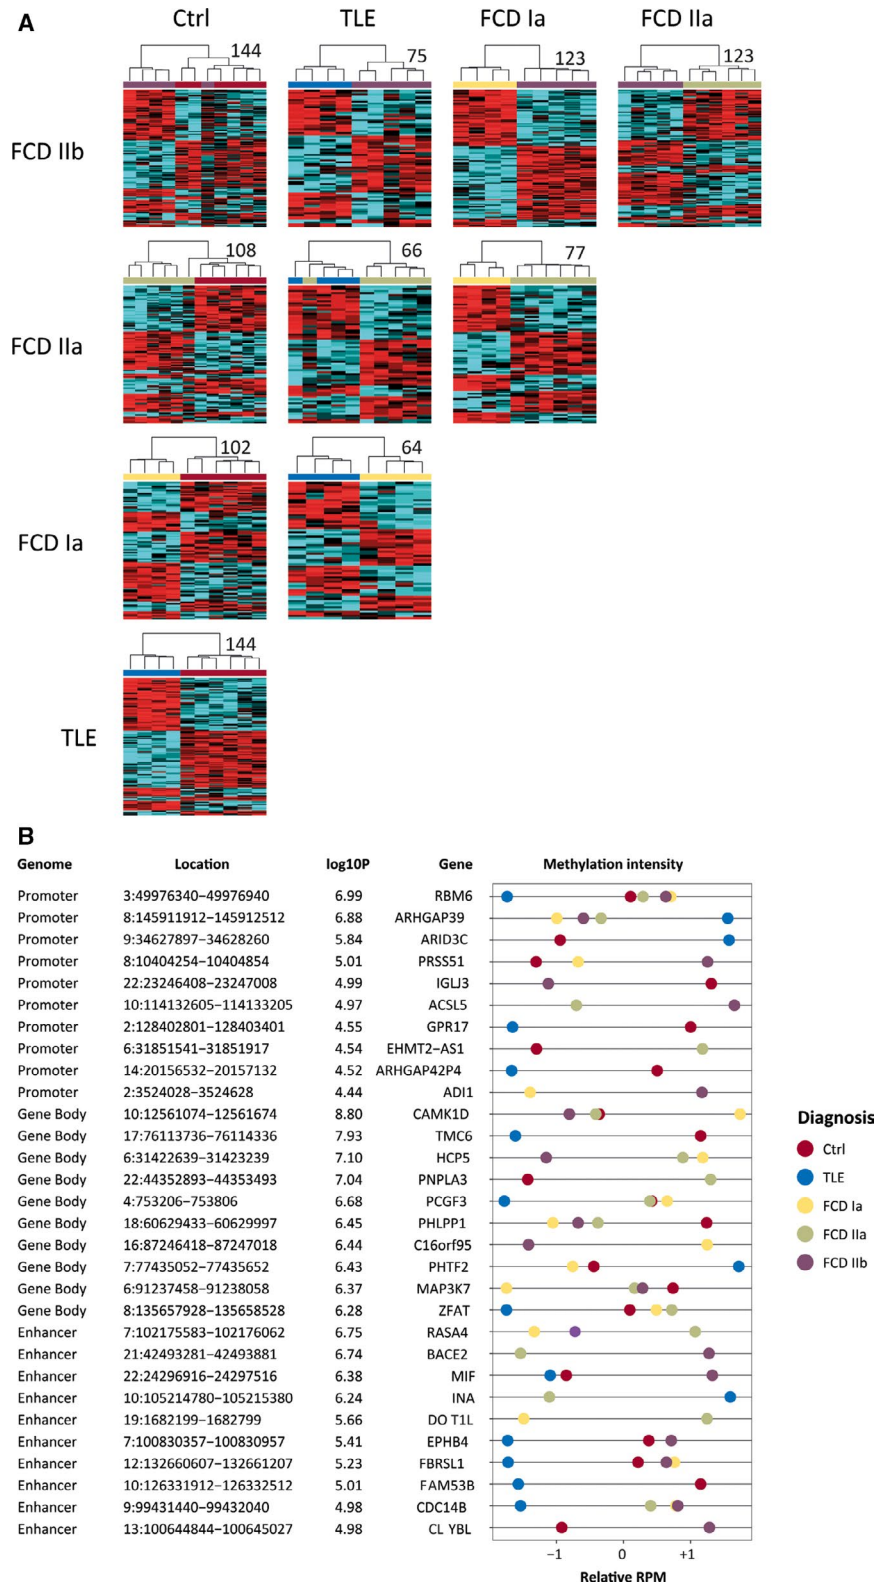 A
Ctrl TLE FCD Ia FCD IIa
144 75 123 123
FCD IIb
108 66 77
FCD IIa
102 64
FCD Ia
144
TLE
B
Genome Location log10P Gene Methylation intensity
Promoter 3:49976340–49976940 6.99 RBM6
Promoter 8:145911912–145912512 6.88 ARHGAP39
Promoter 9:34627897–34628260 5.84 ARID3C
Promoter 8:10404254–10404854 5.01 PRSS51
Promoter 22:23246408–23247008 4.99 IGLJ3
Promoter 10:114132605–114133205 4.97 ACSL5
Promoter 2:128402801–128403401 4.55 GPR17
Promoter 6:31851541–31851917 4.54 EHMT2–AS1
Promoter 14:20156532–20157132 4.52 ARHGAP42P4
Promoter 2:3524028–3524628 4.44 ADI1
Gene Body 10:12561074–12561674 8.80 CAMK1D
Gene Body 17:76113736–76114336 7.93 TMC6
Gene Body 6:31422639–31423239 7.10 HCP5
Gene Body 22:44352893–44353493 7.04 PNPLA3
Gene Body 4:753206–753806 6.68 PCGF3
Gene Body 18:60629433–60629997 6.45 PHLPP1
Gene Body 16:87246418–87247018 6.44 C16orf95
Gene Body 7:77435052–77435652 6.43 PHTF2
Gene Body 6:91237458–91238058 6.37 MAP3K7
Gene Body 8:135657928–135658528 6.28 ZFAT
Enhancer 7:102175583–102176062 6.75 RASA4
Enhancer 21:42493281–42493881 6.74 BACE2
Enhancer 22:24296916–24297516 6.38 MIF
Enhancer 10:105214780–105215380 6.24 INA
Enhancer 19:1682199–1682799 5.66 DO T1L
Enhancer 7:100830357–100830957 5.41 EPHB4
Enhancer 12:132660607–132661207 5.23 FBRSL1
Enhancer 10:126331912–126332512 5.01 FAM53B
Enhancer 9:99431440–99432040 4.98 CDC14B
Enhancer 13:100644844–100645027 4.98 CL YBL
−1 0 +1
Relative RPM
Diagnosis
Ctrl
TLE
FCD Ia
FCD IIa
FCD IIb